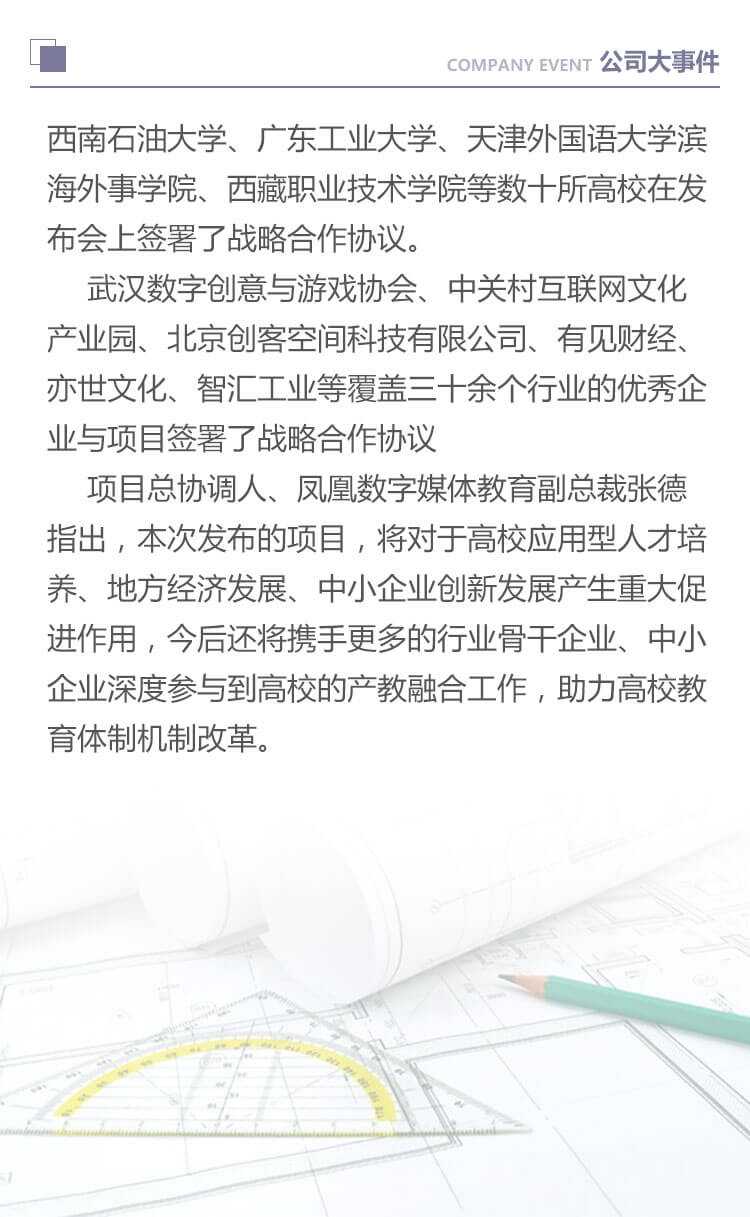 COMPANY EVENT 公司大事件
西南石油大学、广东工业大学、天津外国语大学滨
海外事学院、西藏职业技术学院等数十所高校在发
布会上签署了战略合作协议。
武汉数字创意与游戏协会、中关村互联网文化
产业园、北京创客空间科技有限公司、有见财经、
亦世文化、智汇工业等覆盖三十余个行业的优秀企
业与项目签署了战略合作协议
项目总协调人、凤凰数字媒体教育副总裁张德
指出，本次发布的项目，将对于高校应用型人才培
养、地方经济发展、中小企业创新发展产生重大促
进作用，今后还将携手更多的行业骨干企业、中小
企业深度参与到高校的产教融合工作，助力高校教
育体制机制改革。